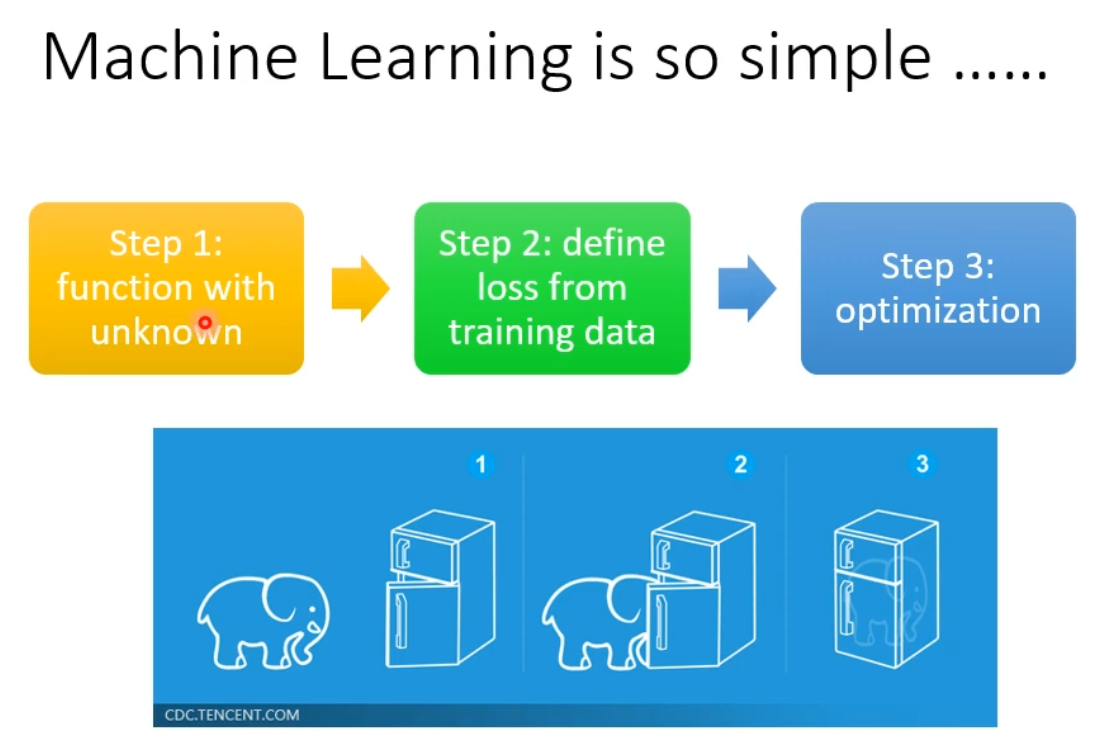 Machine Learning is so simple ......
Step 1:
function with
unknown
Step 2: define
loss from
training data
Step 3:
optimization
1
2
3
CDC.TENCENT.COM